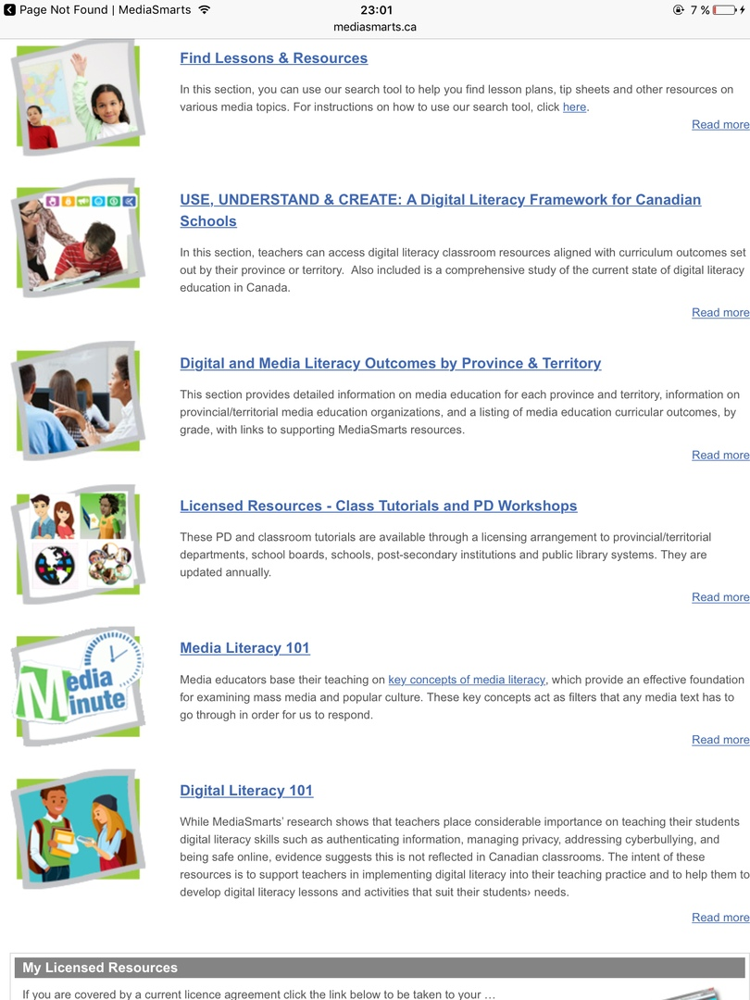 Page Not Found | MediaSmarts
23:01
7 %
mediasmarts.ca
Find Lessons & Resources
In this section, you can use our search tool to help you find lesson plans, tip sheets and other resources on
various media topics. For instructions on how to use our search tool, click here.
Read more
USE, UNDERSTAND & CREATE: A Digital Literacy Framework for Canadian
Schools
In this section, teachers can access digital literacy classroom resources aligned with curriculum outcomes set
out by their province or territory.  Also included is a comprehensive study of the current state of digital literacy
education in Canada.
Read more
Digital and Media Literacy Outcomes by Province & Territory
This section provides detailed information on media education for each province and territory, information on
provincial/territorial media education organizations, and a listing of media education curricular outcomes, by
grade, with links to supporting MediaSmarts resources.
Read more
Licensed Resources - Class Tutorials and PD Workshops
These PD and classroom tutorials are available through a licensing arrangement to provincial/territorial
departments, school boards, schools, post-secondary institutions and public library systems. They are
updated annually.
Read more
Media
Minute
Media Literacy 101
Media educators base their teaching on key concepts of media literacy, which provide an effective foundation
for examining mass media and popular culture. These key concepts act as filters that any media text has to
go through in order for us to respond.
Read more
Digital Literacy 101
While MediaSmarts’ research shows that teachers place considerable importance on teaching their students
digital literacy skills such as authenticating information, managing privacy, addressing cyberbullying, and
being safe online, evidence suggests this is not reflected in Canadian classrooms. The intent of these
resources is to support teachers in implementing digital literacy into their teaching practice and to help them to
develop digital literacy lessons and activities that suit their students› needs.
Read more
My Licensed Resources
If you are covered by a current licence agreement click the link below to be taken to your …